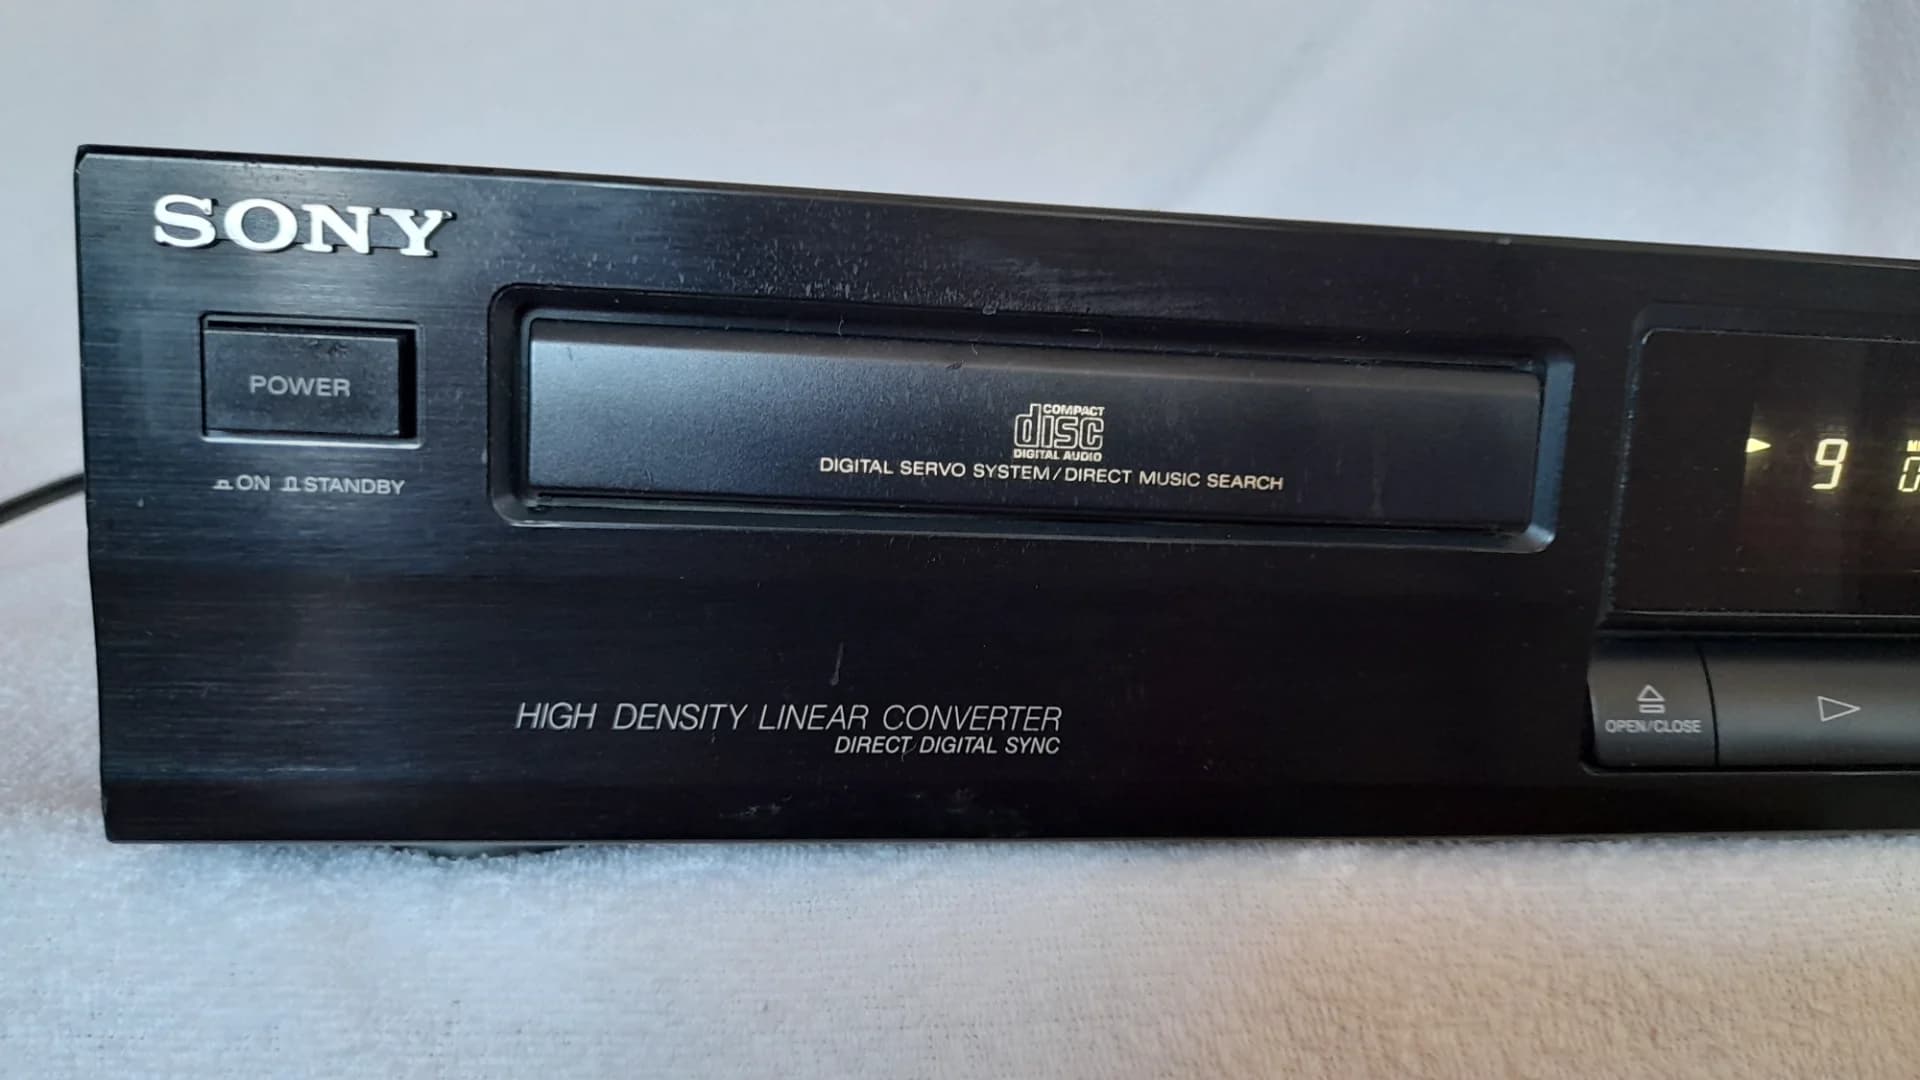 SONY
POWER
ON STANDBY
COMPACT
disc
DIGITAL AUDIO
DIGITAL SERVO SYSTEM/DIRECT MUSIC SEARCH
9
HIGH DENSITY LINEAR CONVERTER
DIRECT DIGITAL SYNC
OPEN/CLOSE